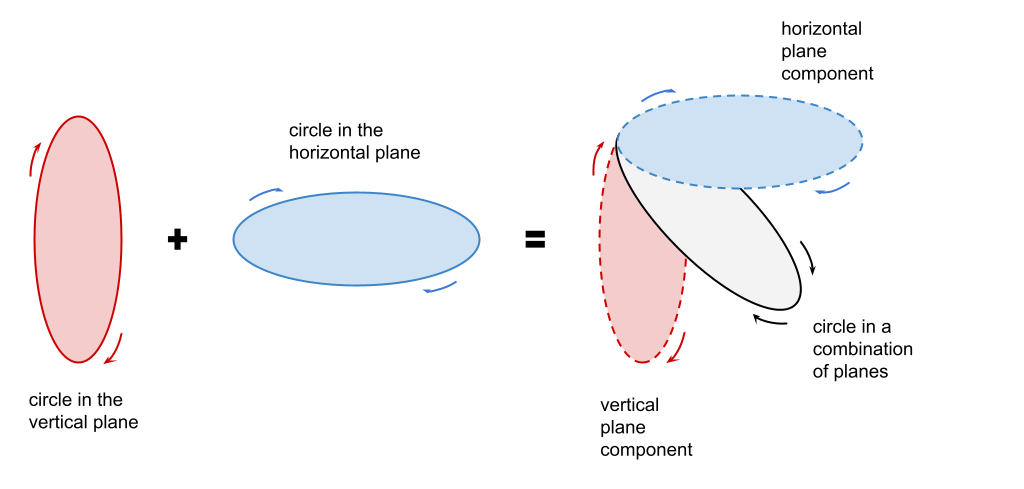 horizontal
plane
component
circle in the
horizontal plane
circle in a
combination
of planes
circle in the
vertical plane
vertical
plane
component